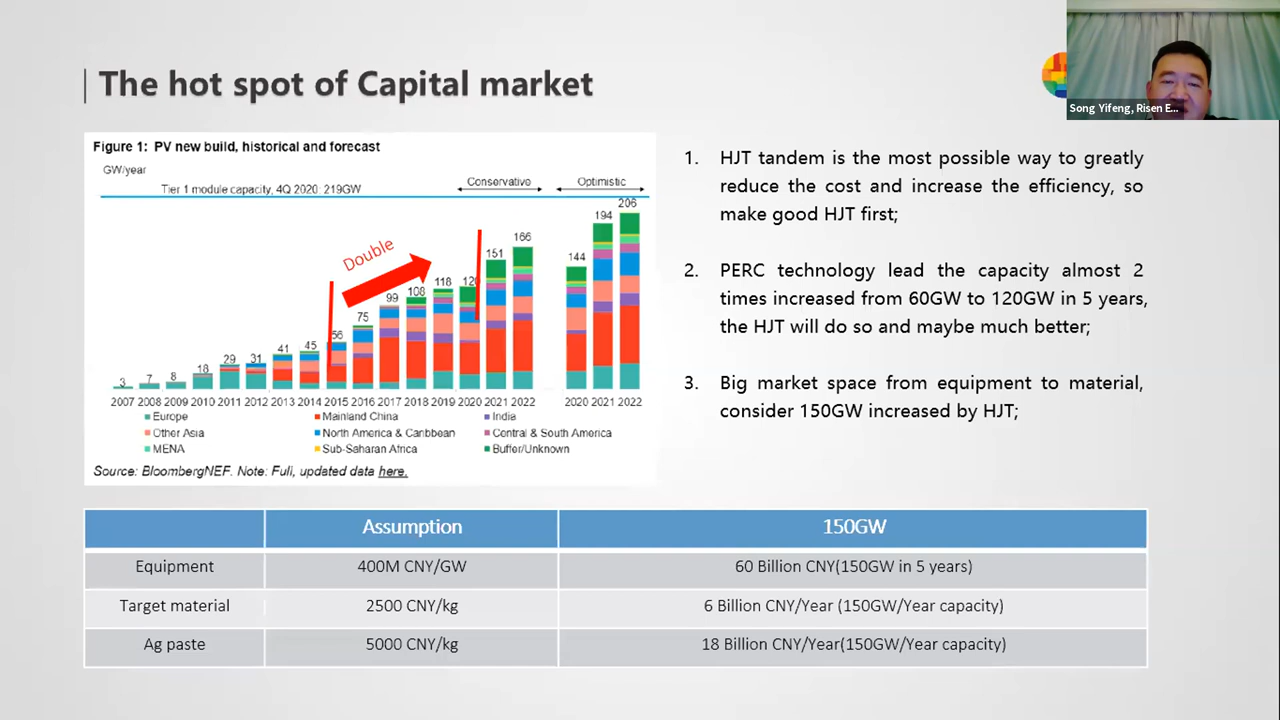 The hot spot of Capital market
Song Yifeng, Risen E...
Figure 1: PV new build, historical and forecast
GW/year
Tier 1 module capacity, 4Q 2020: 219GW
Conservative
Optimistic
Double
3
7
8
18
29
31
41
45
56
75
99
108
118
151
166
144
194
206
2007 2008 2009 2010 2011 2012 2013 2014 2015 2016 2017 2018 2019 2020 2021 2022 2020 2021 2022
Europe Mainland China India
Other Asia North America & Caribbean Central & South America
MENA Sub-Saharan Africa Buffer/Unknown
Source: BloombergNEF. Note: Full, updated data here.
1. HJT tandem is the most possible way to greatly
reduce the cost and increase the efficiency, so
make good HJT first;
2. PERC technology lead the capacity almost 2
times increased from 60GW to 120GW in 5 years,
the HJT will do so and maybe much better;
3. Big market space from equipment to material,
consider 150GW increased by HJT;
Assumption 150GW
Equipment 400M CNY/GW 60 Billion CNY(150GW in 5 years)
Target material 2500 CNY/kg 6 Billion CNY/Year (150GW/Year capacity)
Ag paste 5000 CNY/kg 18 Billion CNY/Year(150GW/Year capacity)